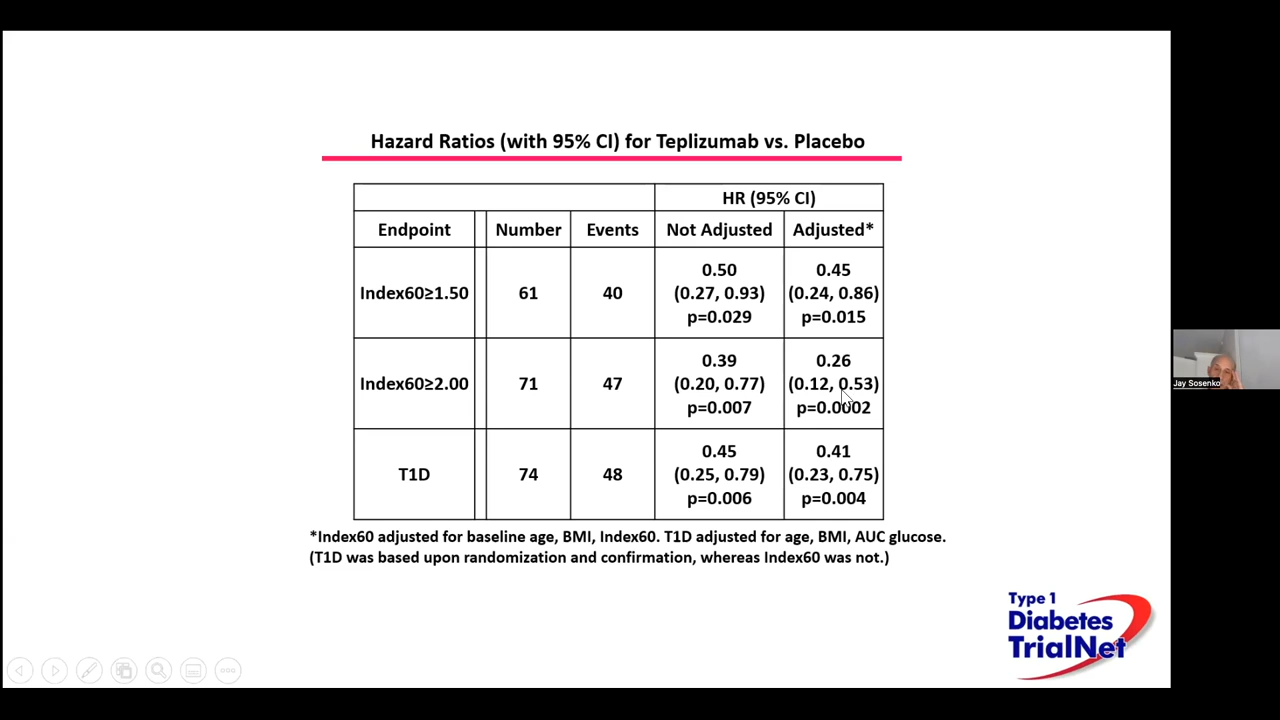 Hazard Ratios (with 95% CI) for Teplizumab vs. Placebo
HR (95% CI)
Endpoint Number Events Not Adjusted Adjusted*
Index60≥1.50 61 40 0.50 (0.27, 0.93) p=0.029 0.45 (0.24, 0.86) p=0.015
Index60≥2.00 71 47 0.39 (0.20, 0.77) p=0.007 0.26 (0.12, 0.53) p=0.0002
T1D 74 48 0.45 (0.25, 0.79) p=0.006 0.41 (0.23, 0.75) p=0.004
*Index60 adjusted for baseline age, BMI, Index60. T1D adjusted for age, BMI, AUC glucose.
(T1D was based upon randomization and confirmation, whereas Index60 was not.)
Type 1
Diabetes
TrialNet
Jay Sosenko